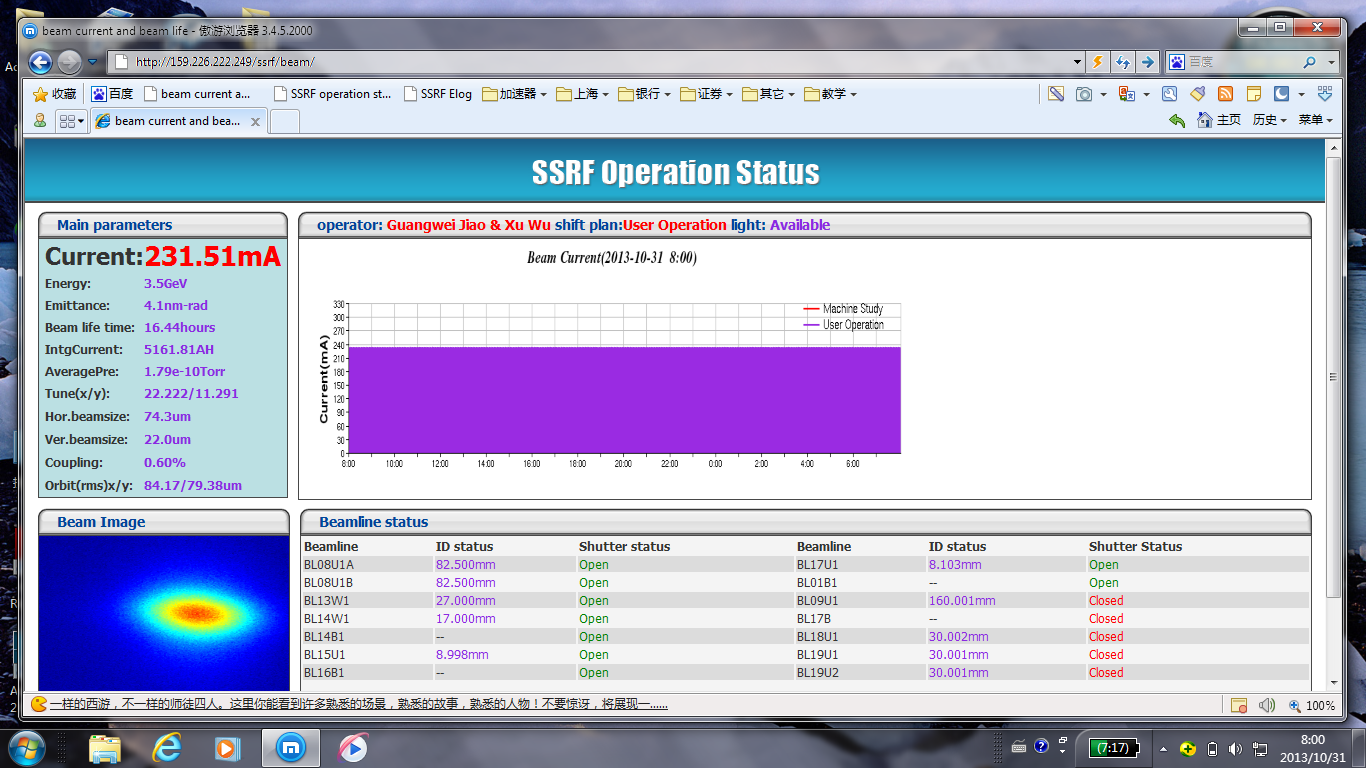 beam current and beam life - 傲游浏览器 3.4.5.2000
http://159.226.222.249/ssrf/beam/
百度
收藏 百度 beam current a... SSRF operation st... SSRF Elog 加速器 上海 银行 证券 其它 教学
beam current and bea... 主页 历史 菜单
SSRF Operation Status
Main parameters
Current:231.51mA
Energy: 3.5GeV
Emittance: 4.1nm-rad
Beam life time: 16.44hours
IntgCurrent: 5161.81AH
AveragePre: 1.79e-10Torr
Tune(x/y): 22.222/11.291
Hor.beamsize: 74.3um
Ver.beamsize: 22.0um
Coupling: 0.60%
Orbit(rms)x/y: 84.17/79.38um
operator: Guangwei Jiao & Xu Wu shift plan:User Operation light: Available
Beam Current(2013-10-31 8:00)
Machine Study
User Operation
Current(mA)
330
300
270
240
210
180
150
120
90
60
30
0
8:00 10:00 12:00 14:00 16:00 18:00 20:00 22:00 0:00 2:00 4:00 6:00
Beam Image
Beamline status
Beamline ID status Shutter status Beamline ID status Shutter Status
BL08U1A 82.500mm Open BL17U1 8.103mm Open
BL08U1B 82.500mm Open BL01B1 -- Open
BL13W1 27.000mm Open BL09U1 160.001mm Closed
BL14W1 17.000mm Open BL17B -- Closed
BL14B1 -- Open BL18U1 30.002mm Closed
BL15U1 8.998mm Open BL19U1 30.001mm Closed
BL16B1 -- Open BL19U2 30.001mm Closed
一样的西游，不一样的师徒四人。这里你能看到许多熟悉的场景，熟悉的故事，熟悉的人物！不要惊讶，将展现一......
100%
(7:17)
8:00
2013/10/31